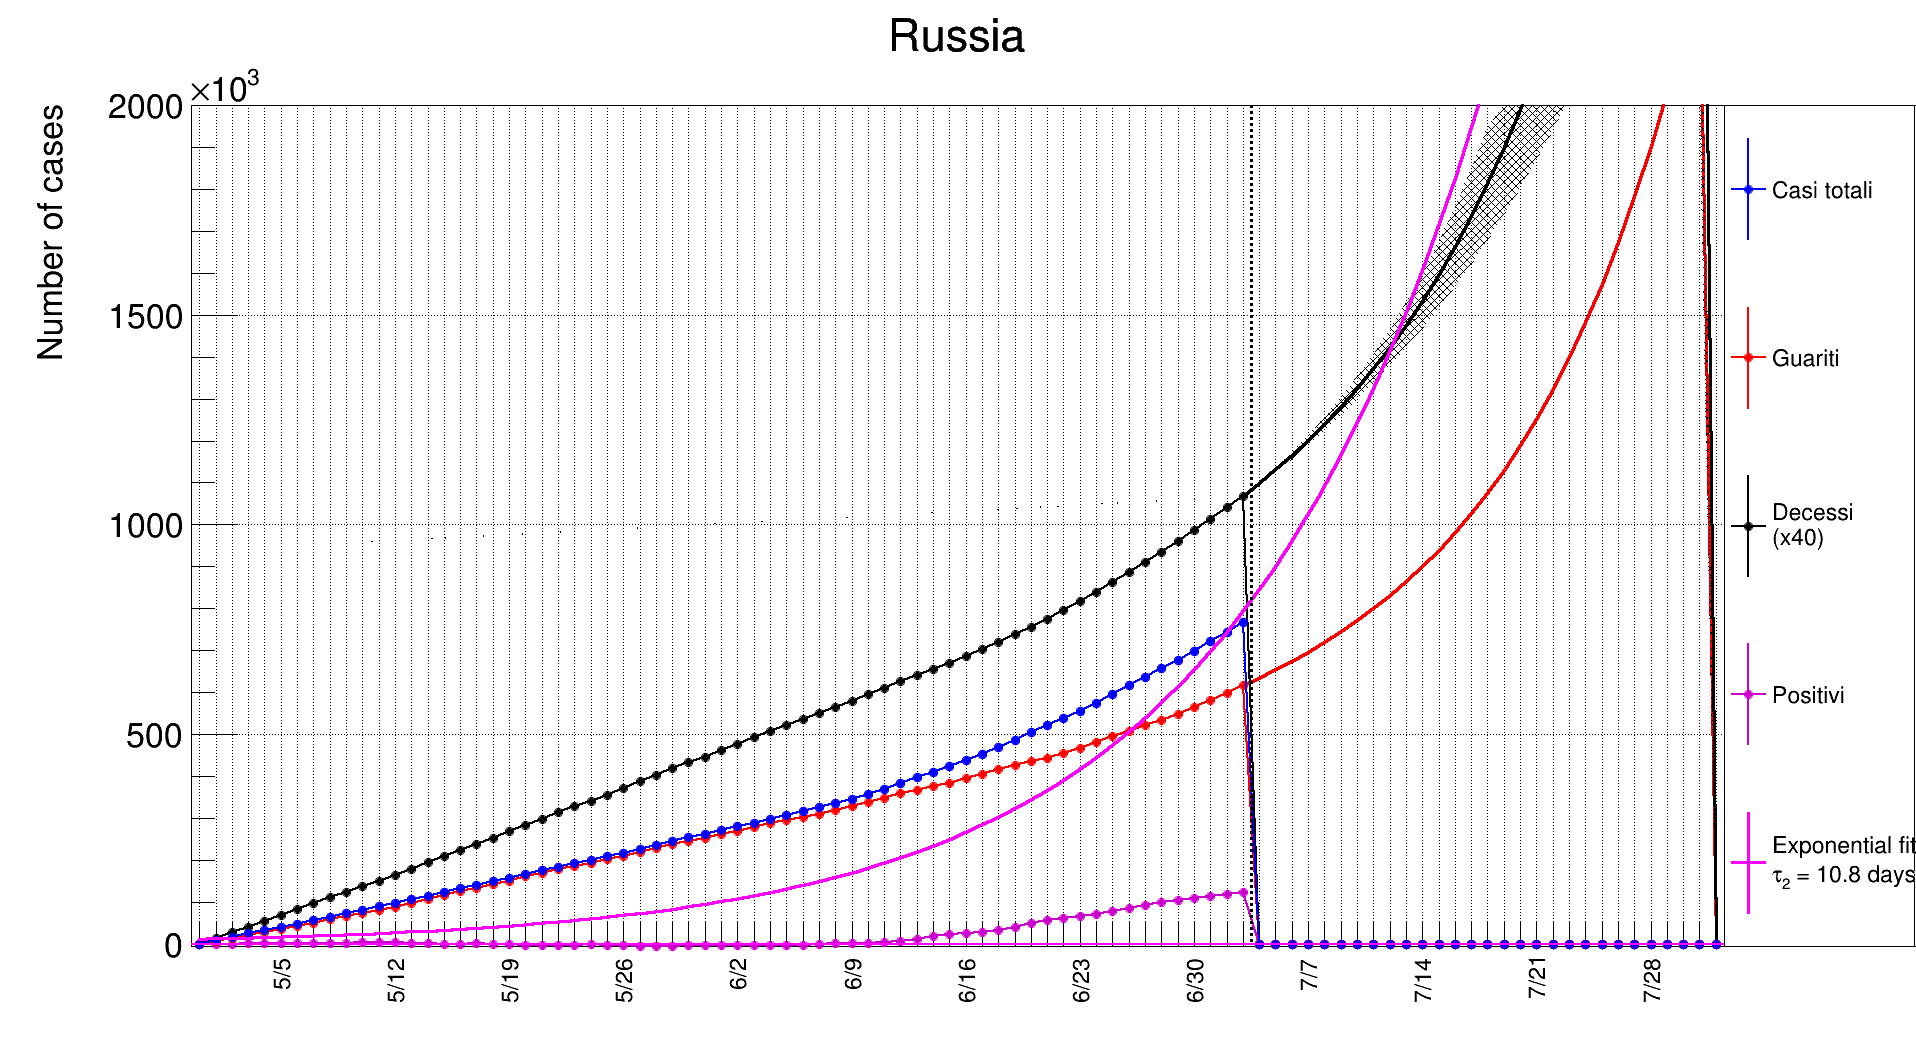 Russia
×10³
Number of cases
2000
1500
1000
500
0
5/5 5/12 5/19 5/26 6/2 6/9 6/16 6/23 6/30 7/7 7/14 7/21 7/28
Casi totali
Guariti
Decessi
(x40)
Positivi
Exponential fit
τ₂ = 10.8 days